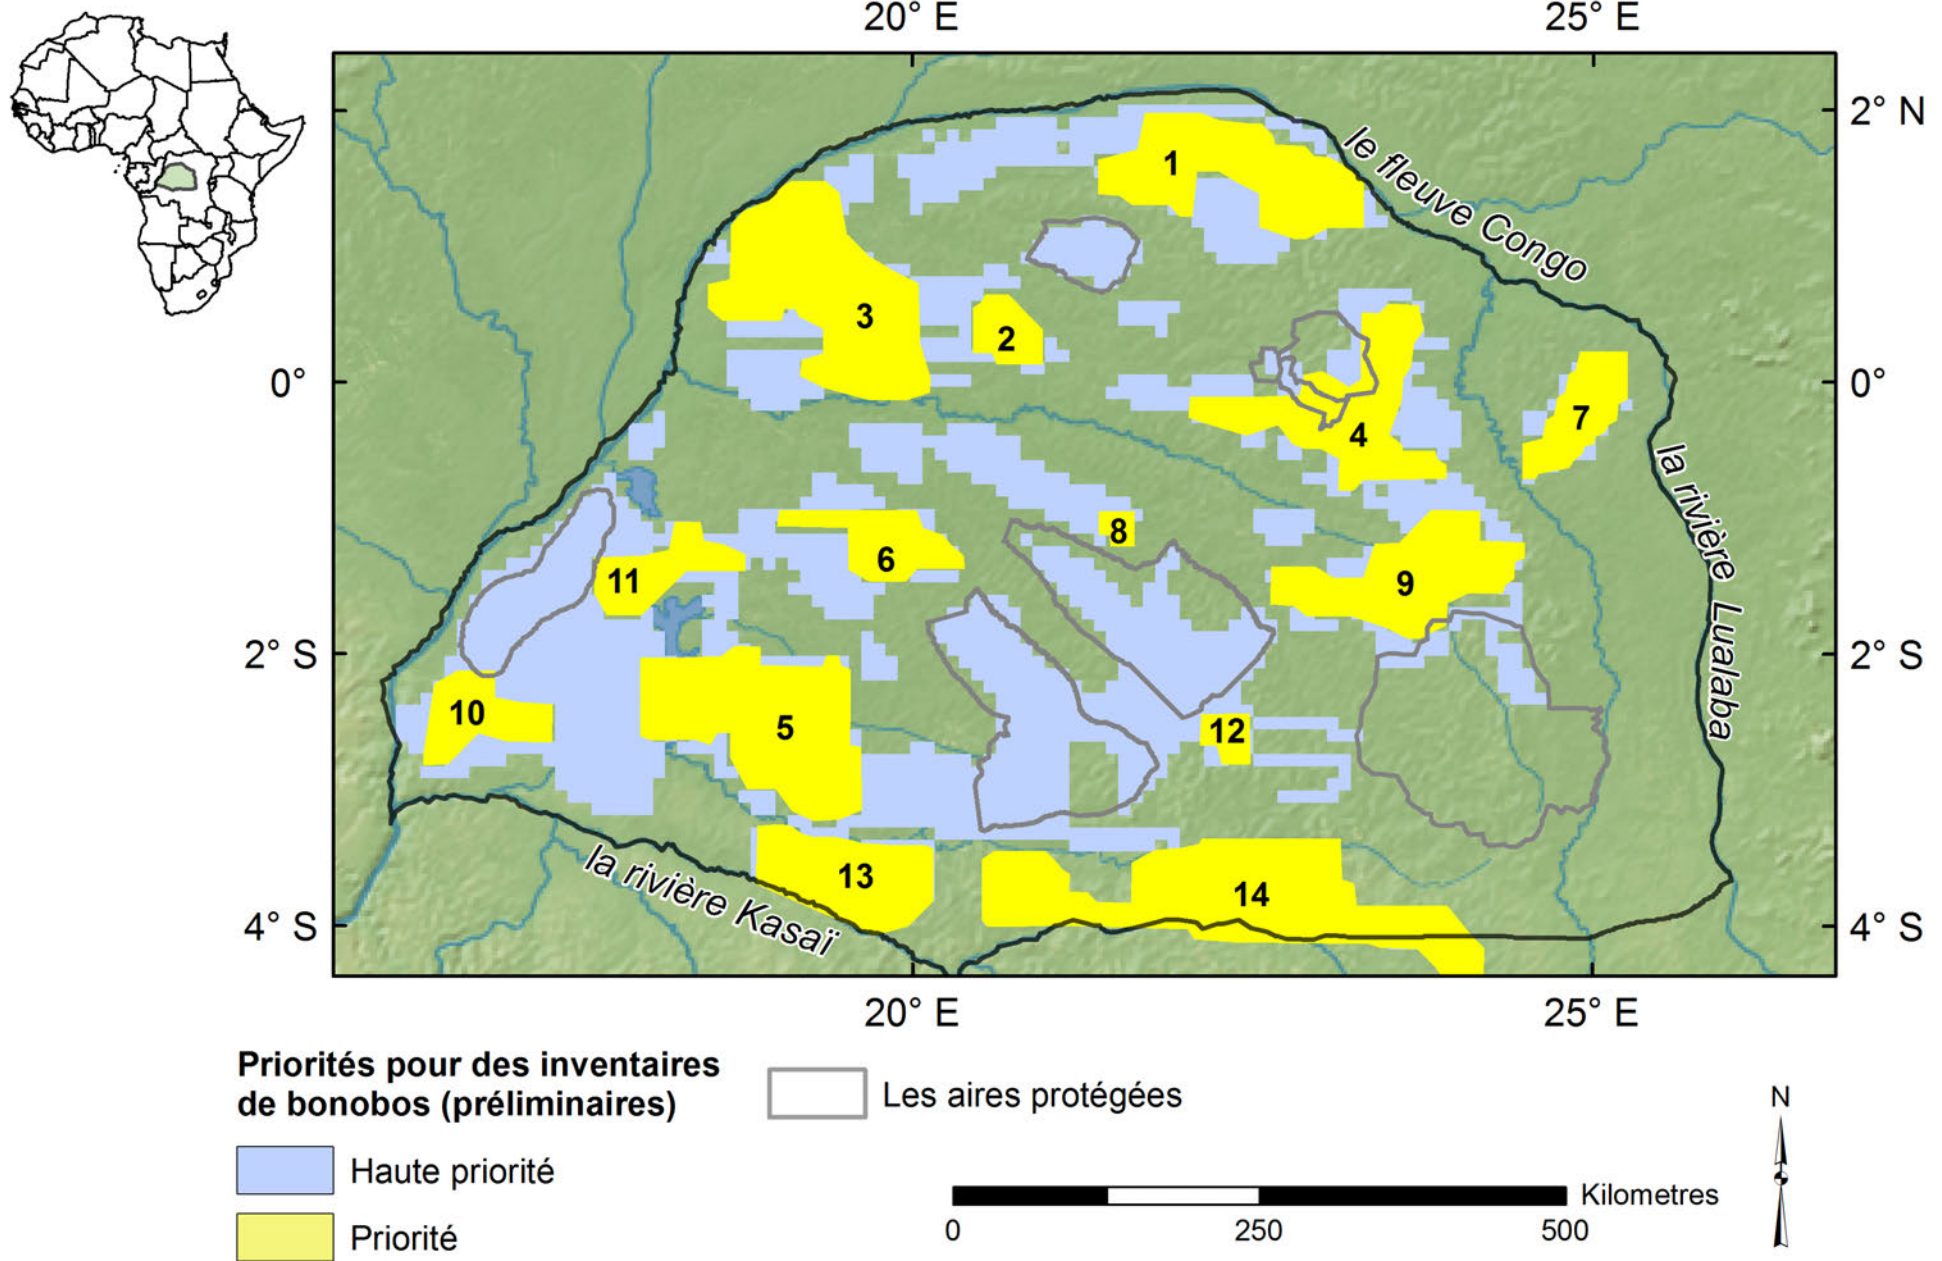 20° E
25° E
2° N
le fleuve Congo
1
3
2
0°
0°
4
7
la rivière Lualaba
8
6
11
9
2° S
2° S
10
5
12
13
14
la rivière Kasaï
4° S
4° S
20° E
25° E
Priorités pour des inventaires
de bonobos (préliminaires)
Les aires protégées
Haute priorité
Priorité
N
Kilometres
0
250
500